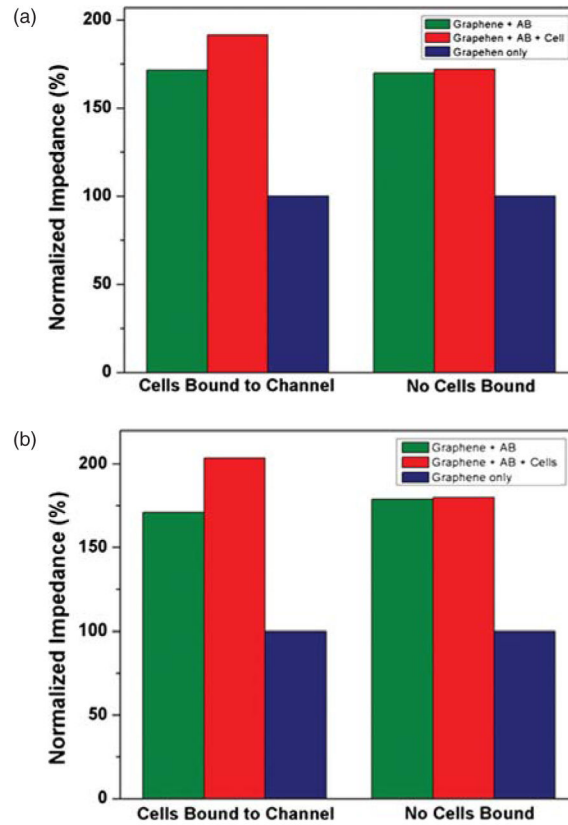 (a)
Normalized Impedance (%)
200
150
100
50
0
Graphene + AB
Grapehen + AB + Cell
Grapehen only
Cells Bound to Channel
No Cells Bound
(b)
Normalized Impedance (%)
200
150
100
50
0
Graphene + AB
Graphene + AB + Cells
Graphene only
Cells Bound to Channel
No Cells Bound